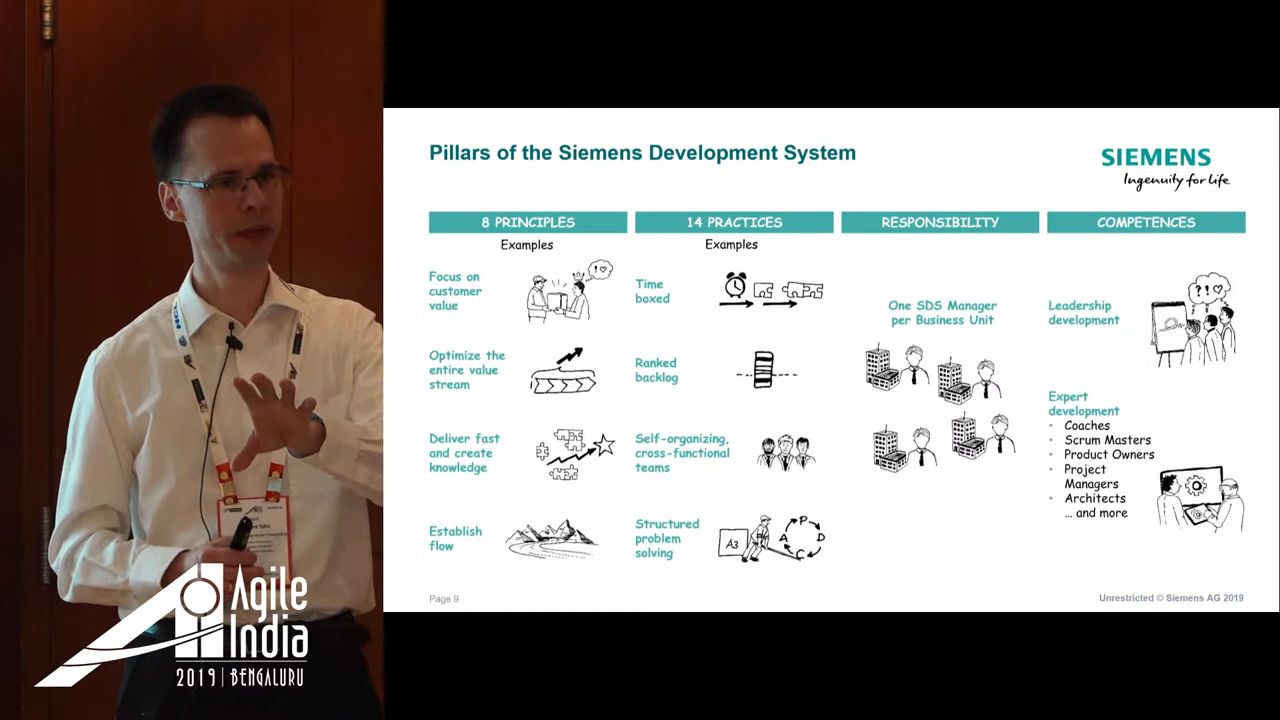 Pillars of the Siemens Development System
SIEMENS
Ingenuity for life
8 PRINCIPLES
Examples
Focus on
customer
value
Optimize the
entire value
stream
Deliver fast
and create
knowledge
Establish
flow
14 PRACTICES
Examples
Time
boxed
Ranked
backlog
Self-organizing,
cross-functional
teams
Structured
problem
solving
A3
P
D
C
A
RESPONSIBILITY
One SDS Manager
per Business Unit
COMPETENCES
? ! ♡
Leadership
development
Expert
development
• Coaches
• Scrum Masters
• Product Owners
• Project
Managers
• Architects
... and more
Page 9
Unrestricted © Siemens AG 2019
Agile
India
2019 | BENGALURU